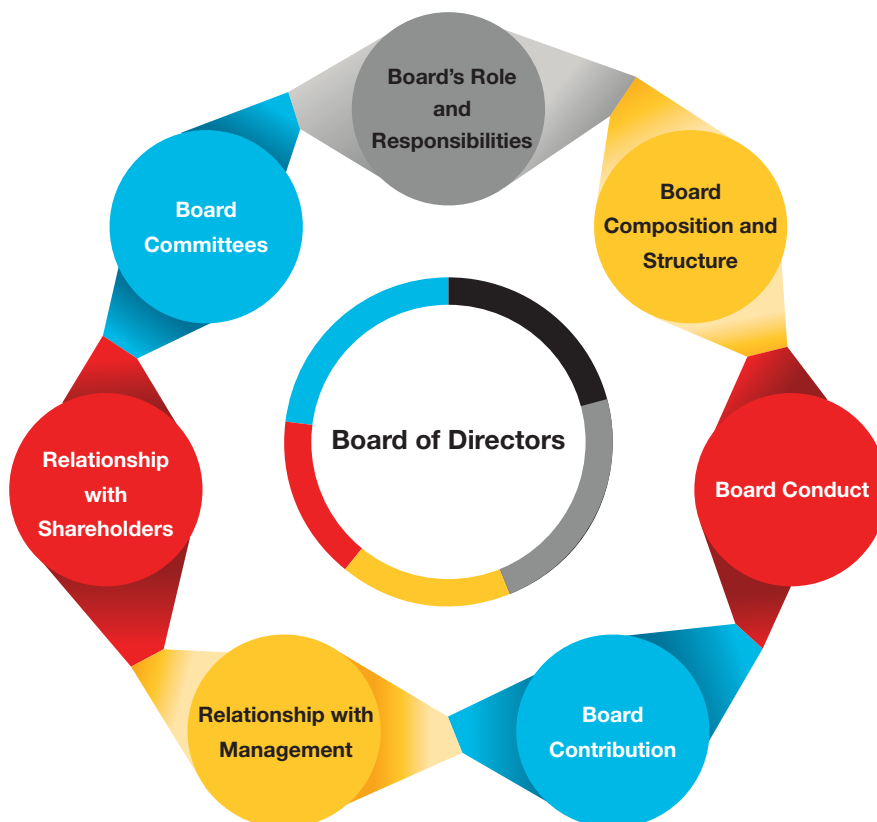 Board’s Role
and
Responsibilities
Board
Composition and
Structure
Board Conduct
Board
Contribution
Relationship with
Management
Relationship
with
Shareholders
Board
Committees
Board of Directors